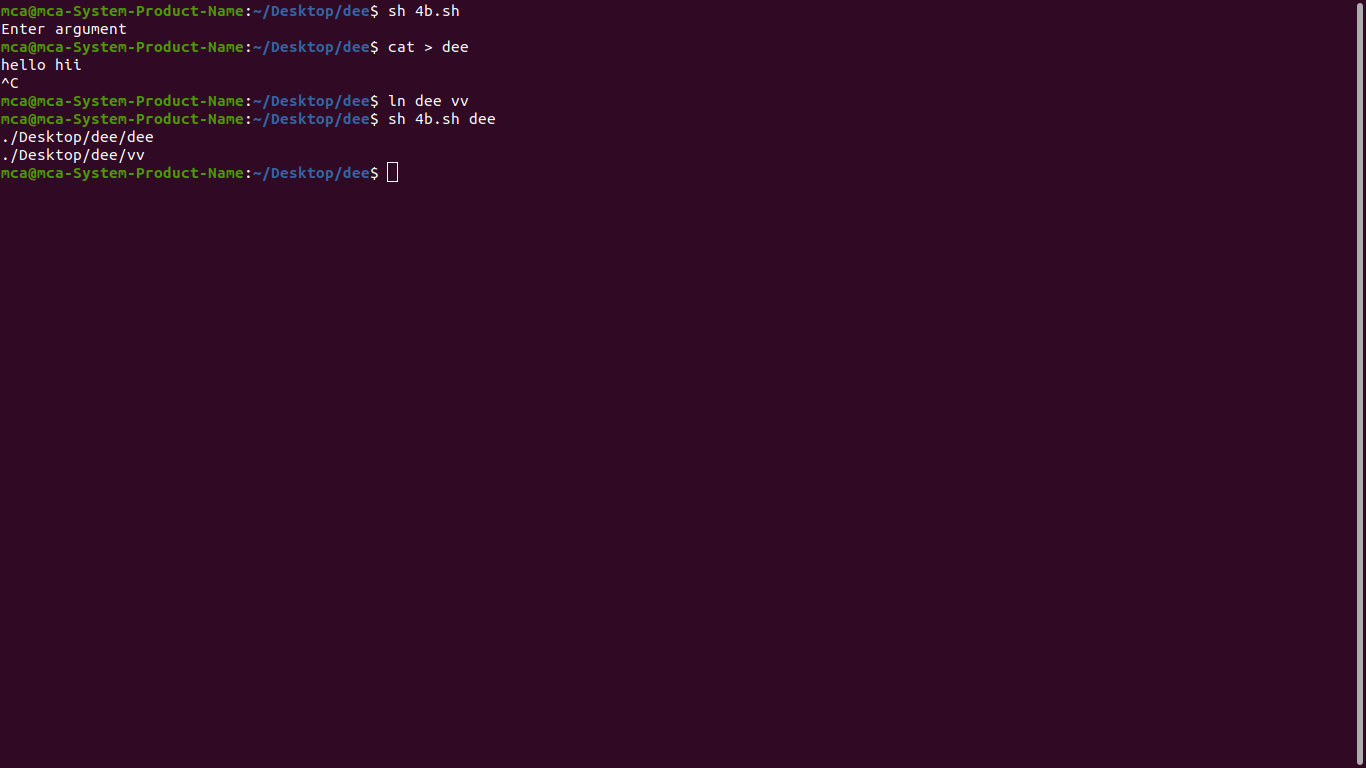 mca@mca-System-Product-Name:~/Desktop/dee$ sh 4b.sh
Enter argument
mca@mca-System-Product-Name:~/Desktop/dee$ cat > dee
hello hii
^C
mca@mca-System-Product-Name:~/Desktop/dee$ ln dee vv
mca@mca-System-Product-Name:~/Desktop/dee$ sh 4b.sh dee
./Desktop/dee/dee
./Desktop/dee/vv
mca@mca-System-Product-Name:~/Desktop/dee$